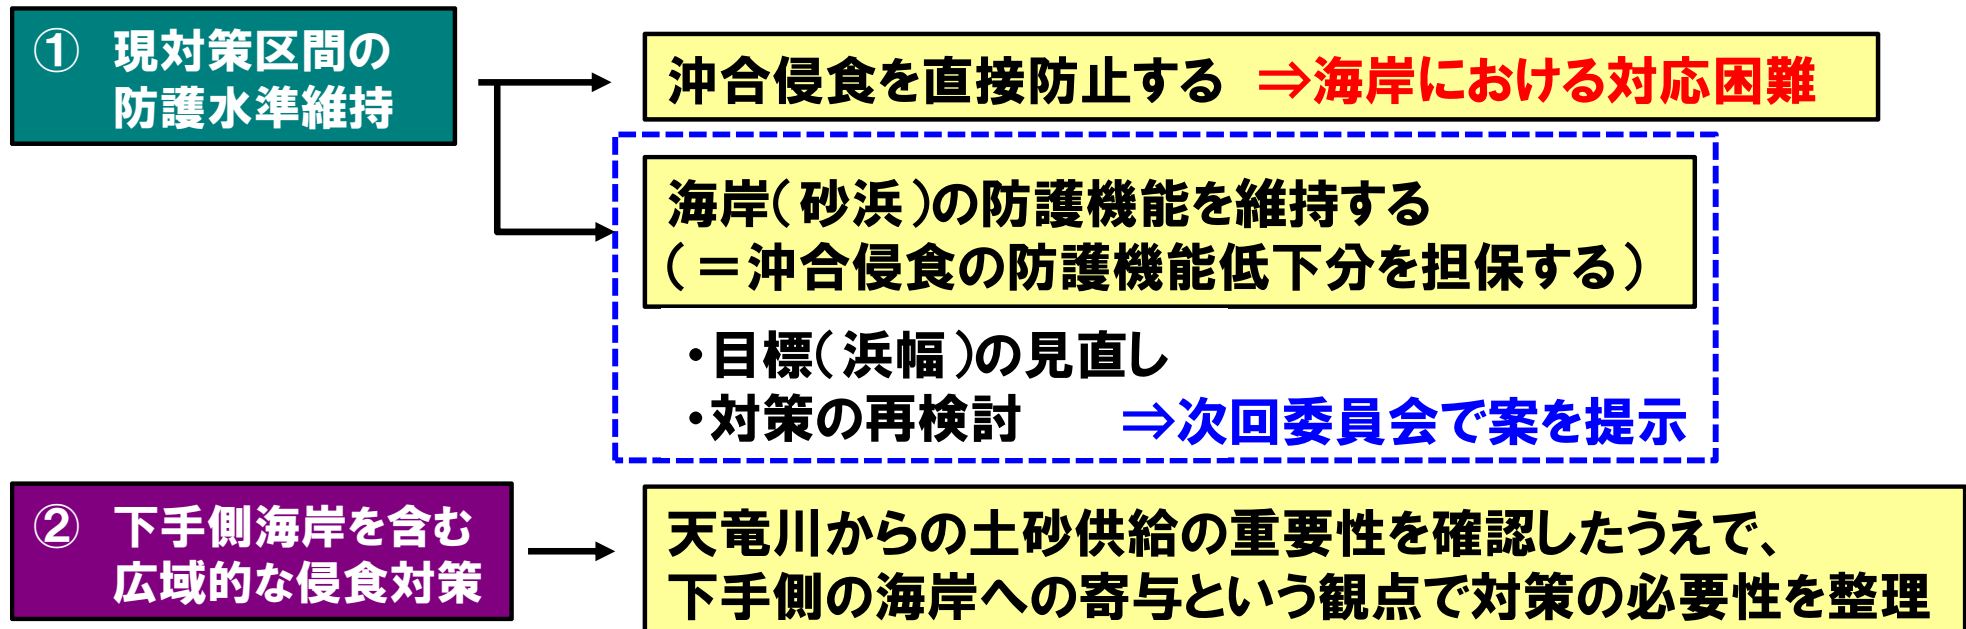 ① 現対策区間の
防護水準維持
沖合侵食を直接防止する ⇒海岸における対応困難
海岸(砂浜)の防護機能を維持する
(=沖合侵食の防護機能低下分を担保する)
・目標(浜幅)の見直し
・対策の再検討 ⇒次回委員会で案を提示
② 下手側海岸を含む
広域的な侵食対策
天竜川からの土砂供給の重要性を確認したうえで、
下手側の海岸への寄与という観点で対策の必要性を整理